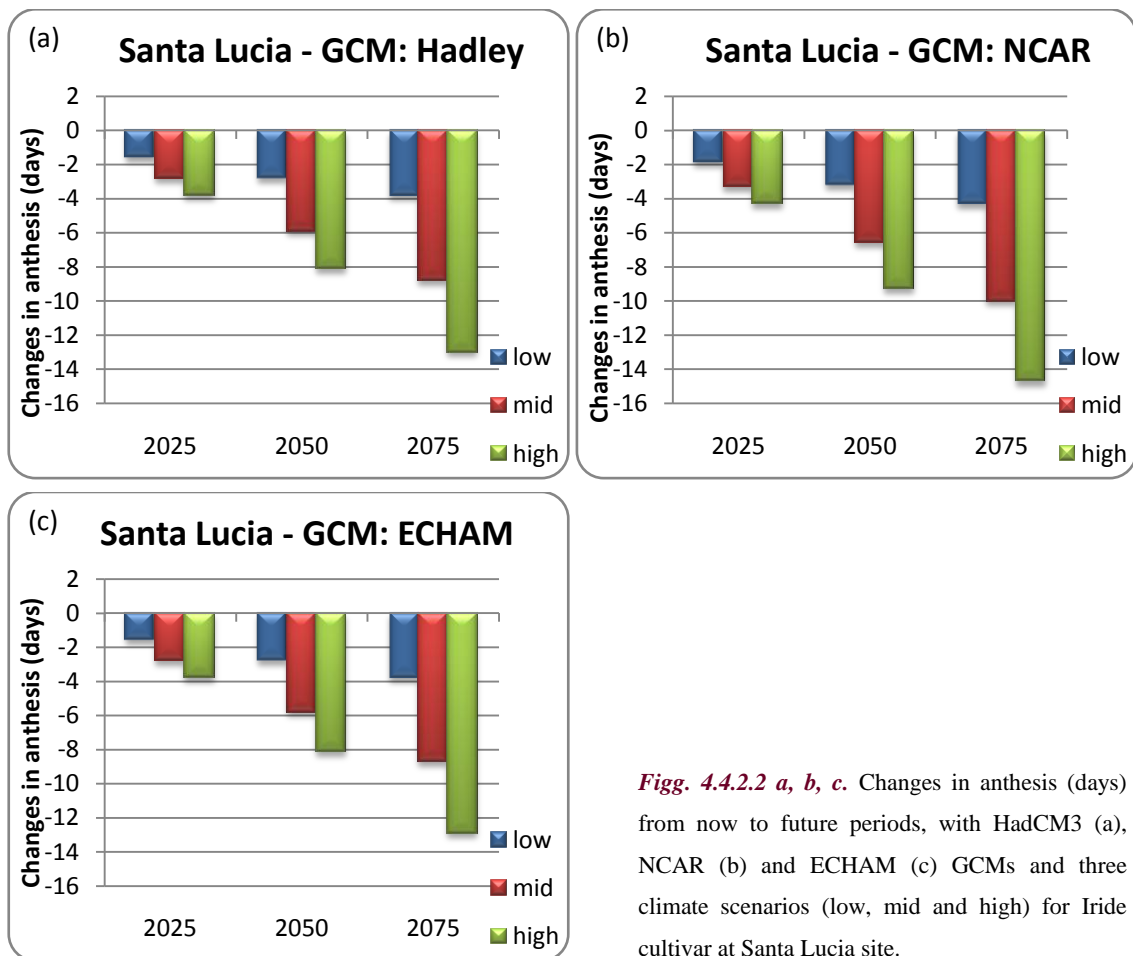 (a)
Santa Lucia - GCM: Hadley
Changes in anthesis (days)
2
0
-2
-4
-6
-8
-10
-12
-14
-16
2025 2050 2075
low
mid
high
(b)
Santa Lucia - GCM: NCAR
Changes in anthesis (days)
2
0
-2
-4
-6
-8
-10
-12
-14
-16
2025 2050 2075
low
mid
high
(c)
Santa Lucia - GCM: ECHAM
Changes in anthesis (days)
2
0
-2
-4
-6
-8
-10
-12
-14
-16
2025 2050 2075
low
mid
high
Figg. 4.4.2.2 a, b, c. Changes in anthesis (days)
from now to future periods, with HadCM3 (a),
NCAR (b) and ECHAM (c) GCMs and three
climate scenarios (low, mid and high) for Iride
cultivar at Santa Lucia site.